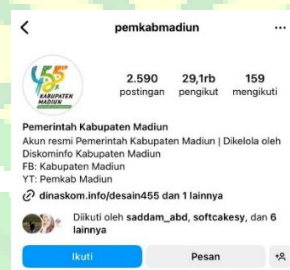 pemkabmadiun
455
KABUPATEN
MADIUN
2.590 29,1rb 159
postingan pengikut mengikuti
Pemerintah Kabupaten Madiun
Akun resmi Pemerintah Kabupaten Madiun | Dikelola oleh
Diskominfo Kabupaten Madiun
FB: Kabupaten Madiun
YT: Pemkab Madiun
dinaskom.info/desain455 dan 1 lainnya
Diikuti oleh saddam_abd, softcakesy, dan 6
lainnya
Ikuti Pesan